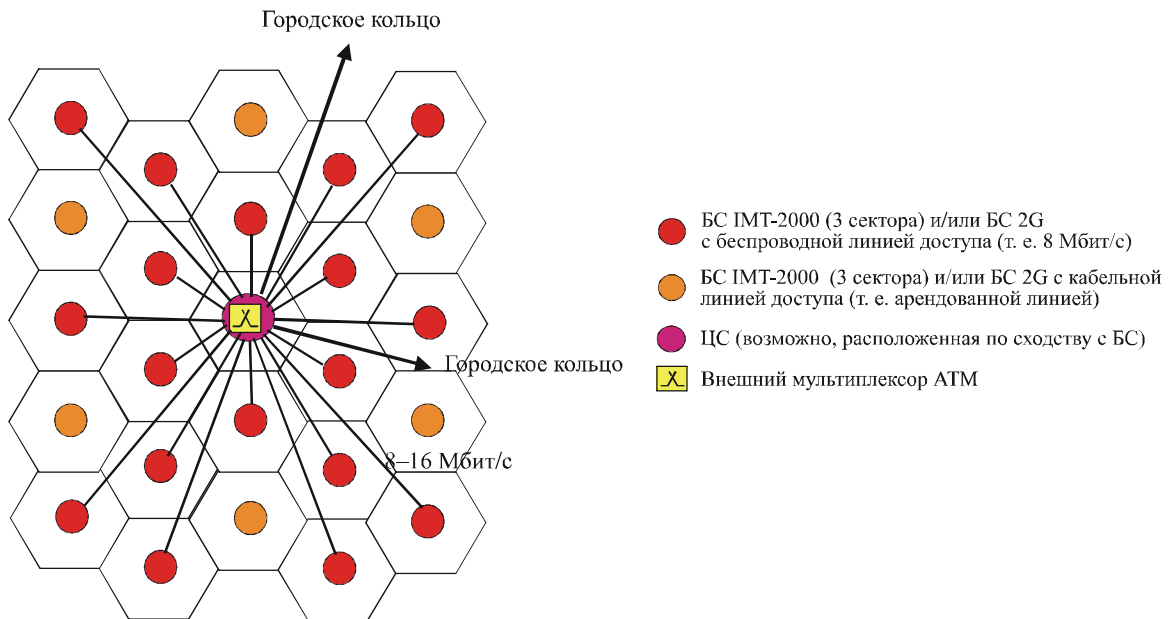 Городское кольцо
БС IMT-2000 (3 сектора) и/или БС 2G
с беспроводной линией доступа (т. е. 8 Мбит/с)
БС IMT-2000 (3 сектора) и/или БС 2G с кабельной
линией доступа (т. е. арендованной линией)
ЦС (возможно, расположенная по сходству с БС)
Городское кольцо
Внешний мультиплексор ATM
8–16 Мбит/с